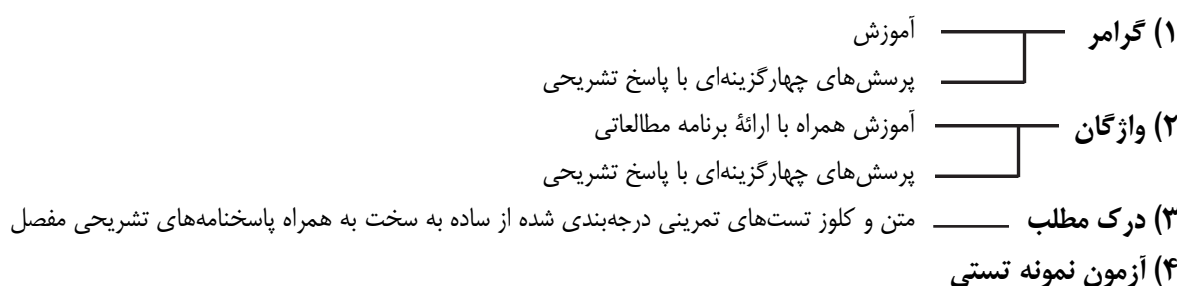 ۱) گرامر آموزش
پرسش‌های چهارگزینه‌ای با پاسخ تشریحی
۲) واژگان آموزش همراه با ارائهٔ برنامه مطالعاتی
پرسش‌های چهارگزینه‌ای با پاسخ تشریحی
۳) درک مطلب متن و کلوز تست‌های تمرینی درجه‌بندی شده از ساده به سخت به همراه پاسخنامه‌های تشریحی مفصل
۴) آزمون نمونه تستی